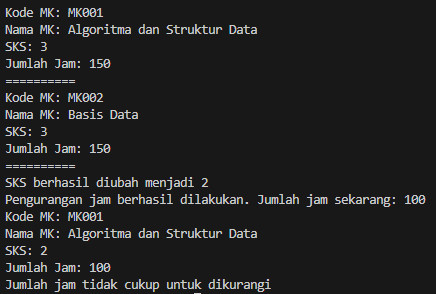 Kode MK: MK001
Nama MK: Algoritma dan Struktur Data
SKS: 3
Jumlah Jam: 150
==========
Kode MK: MK002
Nama MK: Basis Data
SKS: 3
Jumlah Jam: 150
==========
SKS berhasil diubah menjadi 2
Pengurangan jam berhasil dilakukan. Jumlah jam sekarang: 100
Kode MK: MK001
Nama MK: Algoritma dan Struktur Data
SKS: 2
Jumlah Jam: 100
Jumlah jam tidak cukup untuk dikurangi